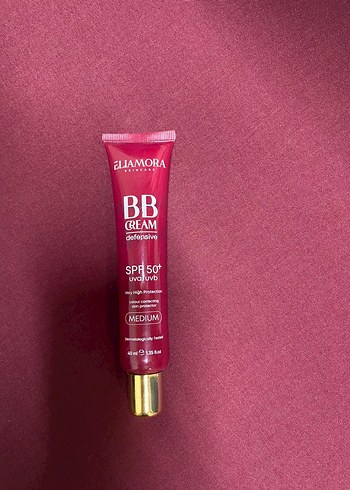 ELIAMORA
SKINCARE
BB
CREAM
defensive
SPF 50+
uva/uvb
Very High Protection
colour correcting
skin protector
MEDIUM
Dermatologically Tested
40 ml ℮ 1.35 fl.oz